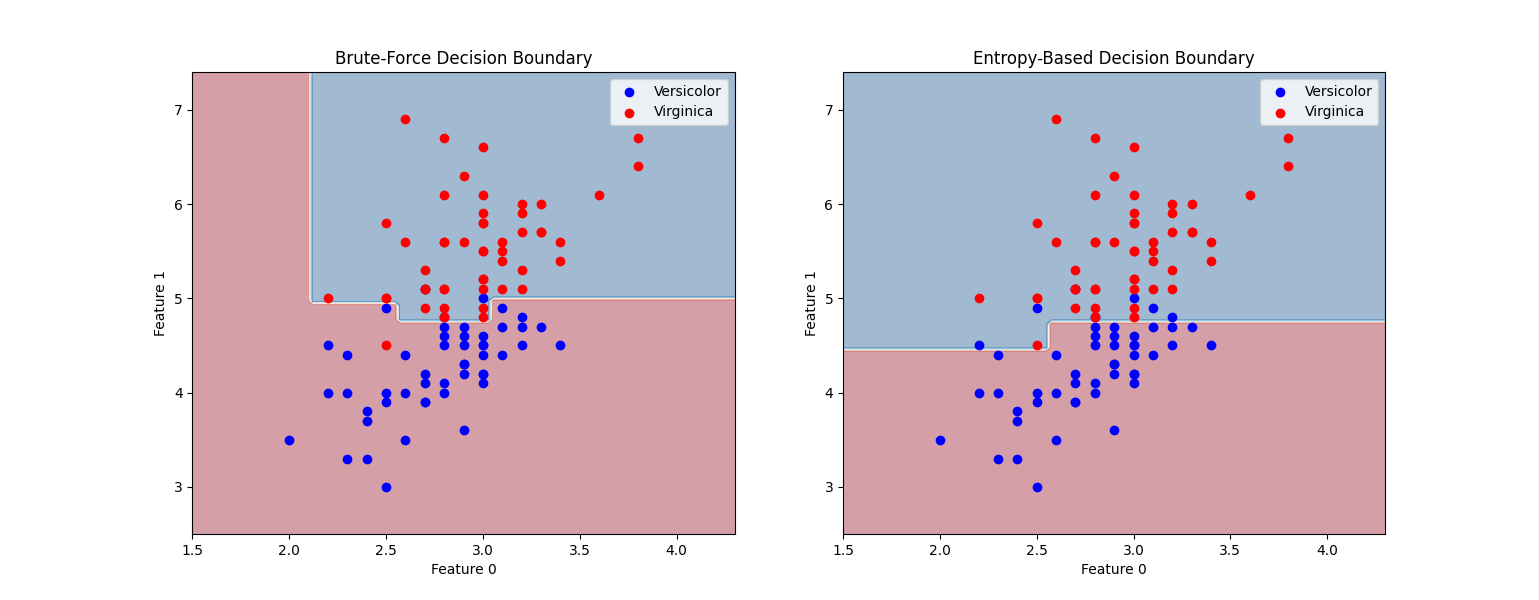 Brute-Force Decision Boundary
Versicolor
Virginica
7
6
5
4
3
Feature 1
1.5 2.0 2.5 3.0 3.5 4.0
Feature 0
Entropy-Based Decision Boundary
Versicolor
Virginica
7
6
5
4
3
Feature 1
1.5 2.0 2.5 3.0 3.5 4.0
Feature 0